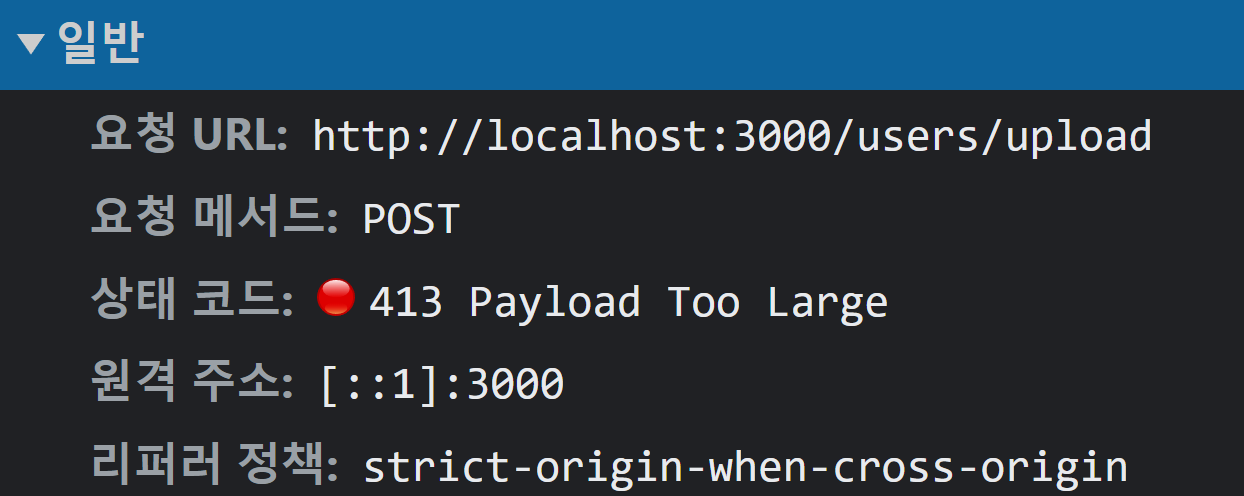 일반
요청 URL: http://localhost:3000/users/upload
요청 메서드: POST
상태 코드: 413 Payload Too Large
원격 주소: [::1]:3000
리퍼러 정책: strict-origin-when-cross-origin